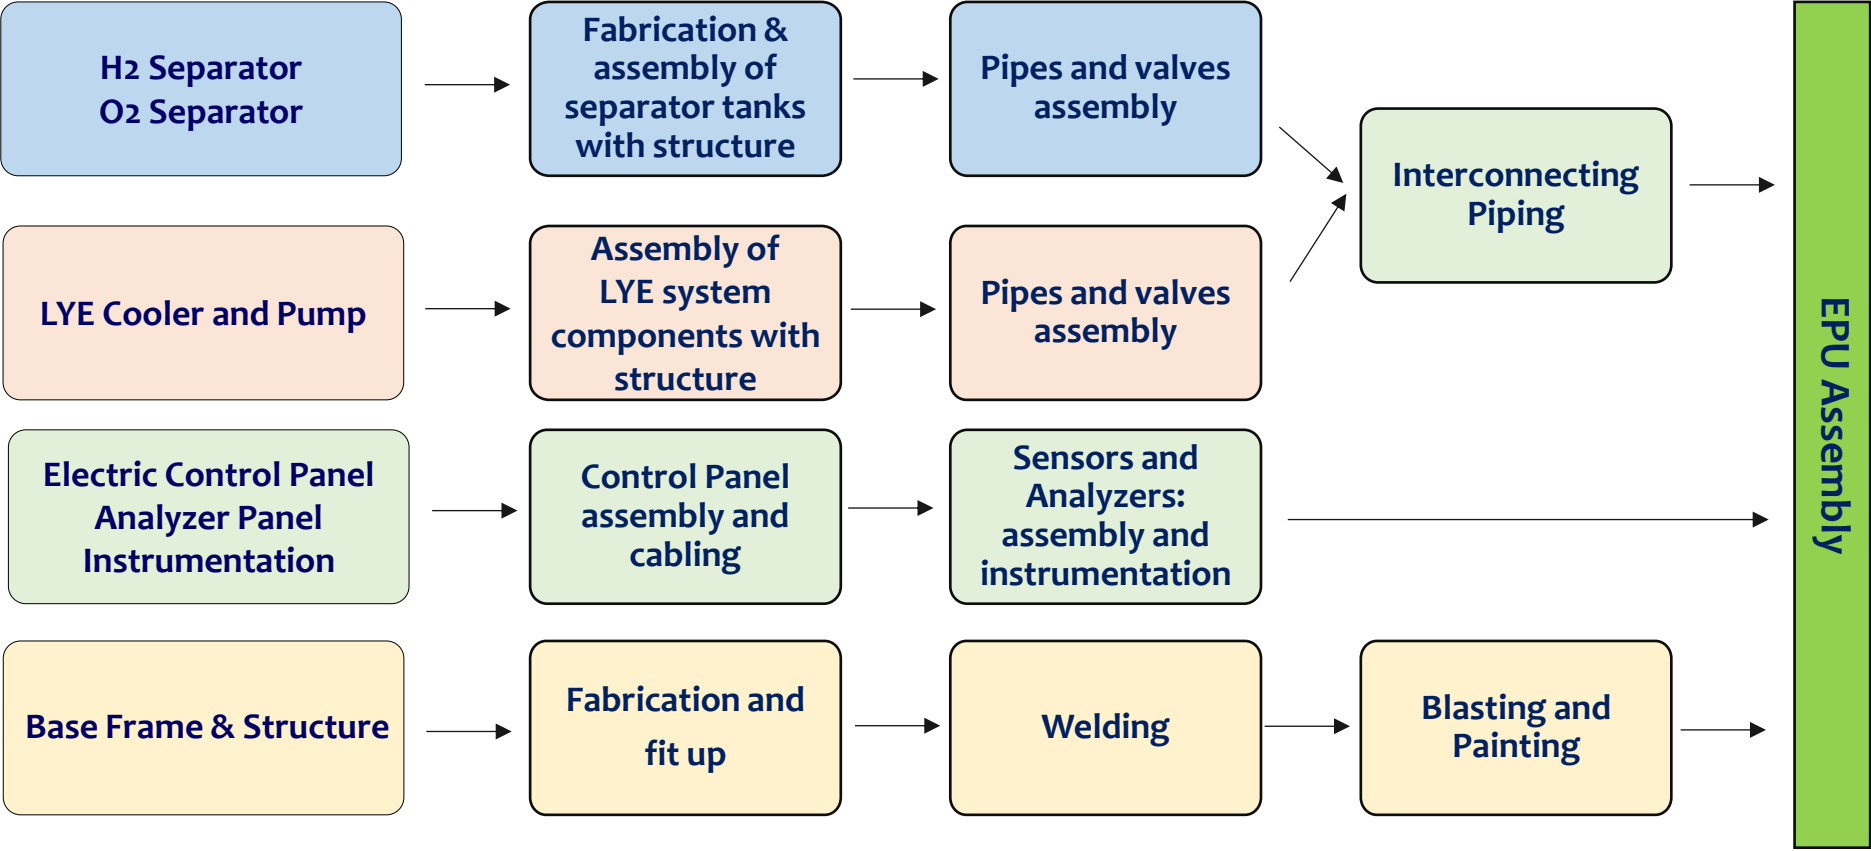 H2 Separator
O2 Separator
Fabrication &
assembly of
separator tanks
with structure
Pipes and valves
assembly
Interconnecting
Piping
LYE Cooler and Pump
Assembly of
LYE system
components with
structure
Pipes and valves
assembly
Electric Control Panel
Analyzer Panel
Instrumentation
Control Panel
assembly and
cabling
Sensors and
Analyzers:
assembly and
instrumentation
Base Frame & Structure
Fabrication and
fit up
Welding
Blasting and
Painting
EPU Assembly